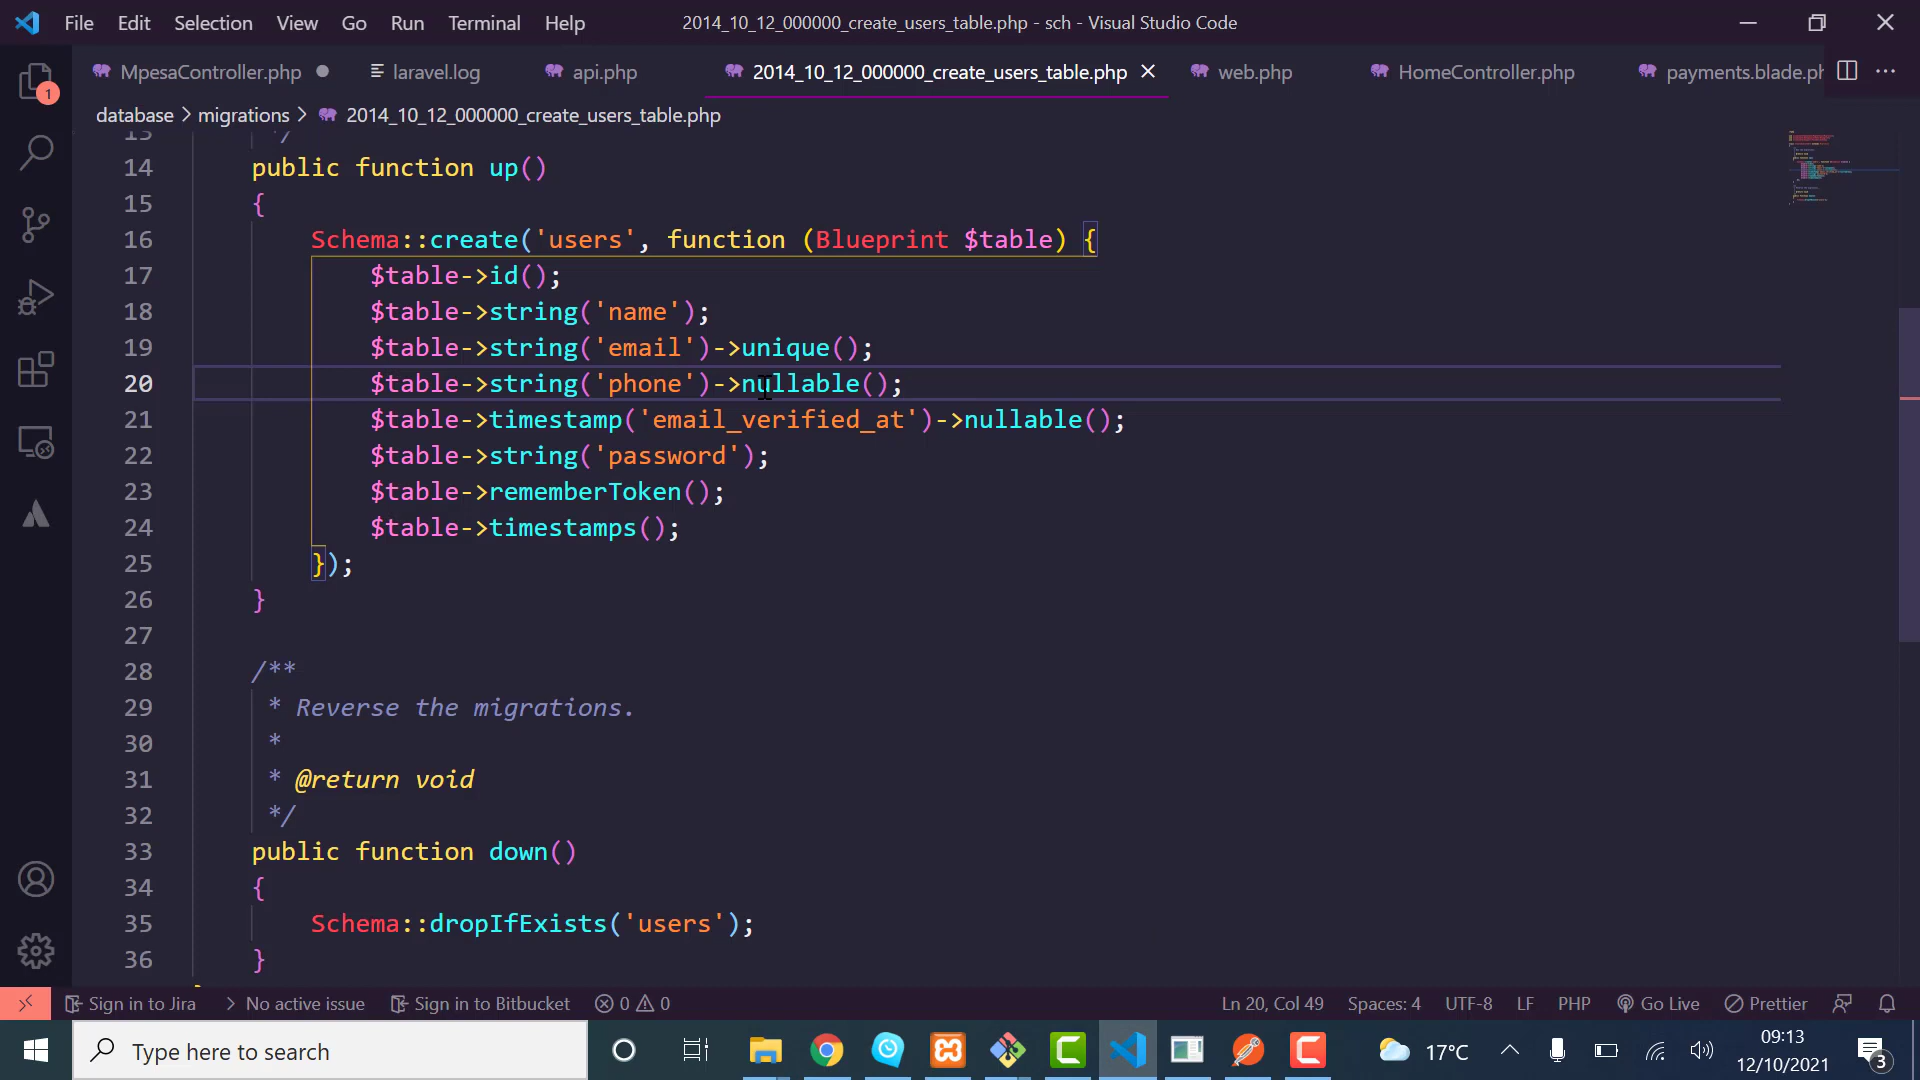 File Edit Selection View Go Run Terminal Help 2014_10_12_000000_create_users_table.php - sch - Visual Studio Code
MpesaController.php laravel.log api.php 2014_10_12_000000_create_users_table.php web.php HomeController.php payments.blade.ph
1
database > migrations > 2014_10_12_000000_create_users_table.php
13 */
14 public function up()
15 {
16 Schema::create('users', function (Blueprint $table) {
17 $table->id();
18 $table->string('name');
19 $table->string('email')->unique();
20 $table->string('phone')->nullable();
21 $table->timestamp('email_verified_at')->nullable();
22 $table->string('password');
23 $table->rememberToken();
24 $table->timestamps();
25 });
26 }
27
28 /**
29 * Reverse the migrations.
30 *
31 * @return void
32 */
33 public function down()
34 {
35 Schema::dropIfExists('users');
36 }
Sign in to Jira > No active issue Sign in to Bitbucket 0 0 Ln 20, Col 49 Spaces: 4 UTF-8 LF PHP Go Live Prettier
Type here to search 17°C 09:13
12/10/2021 3